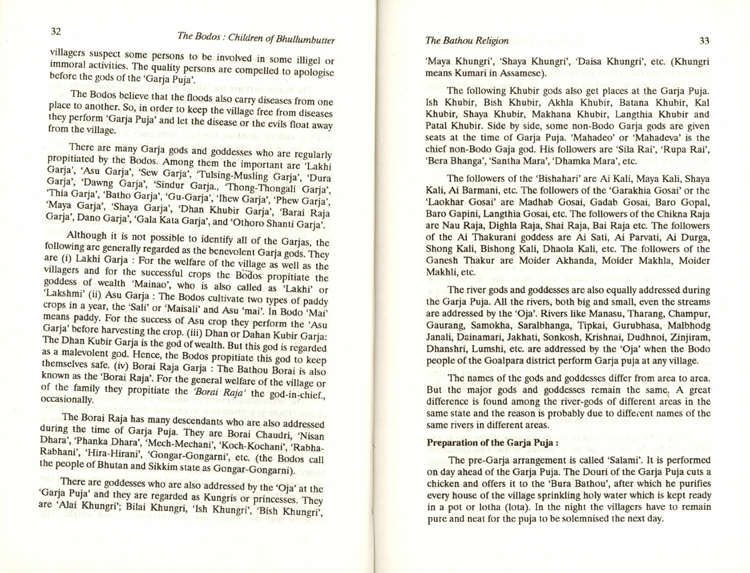 32
The Bodos : Children of Bhullumbutter
villagers suspect some persons to be involved in some illigel or
immoral activities. The quality persons are compelled to apologise
before the gods of the 'Garja Puja'.
The Bodos believe that the floods also carry diseases from one
place to another. So, in order to keep the village free from diseases
they perform 'Garja Puja' and let the disease or the evils float away
from the village.
There are many Garja gods and goddesses who are regularly
propitiated by the Bodos. Among them the important are 'Lakhi
Garja', 'Asu Garja', 'Sew Garja', 'Tulsing-Musling Garja', 'Dura
Garja', 'Dawng Garja', 'Sindur Garja., 'Thong-Thongali Garja',
'Thia Garja', 'Batho Garja', 'Gu-Garja', 'Ihew Garja', 'Phew Garja',
'Maya Garja', 'Shaya Garja', 'Dhan Khubir Garja', 'Barai Raja
Garja', Dano Garja', 'Gala Kata Garja', and 'Othoro Shanti Garja'.
Although it is not possible to identify all of the Garjas, the
following are generally regarded as the benevolent Garja gods. They
are (i) Lakhi Garja : For the welfare of the village as well as the
villagers and for the successful crops the Bodos propitiate the
goddess of wealth 'Mainao', who is also called as 'Lakhi' or
'Lakshmi' (ii) Asu Garja : The Bodos cultivate two types of paddy
crops in a year, the 'Sali' or 'Maisali' and Asu 'mai'. In Bodo 'Mai'
means paddy. For the success of Asu crop they perform the 'Asu
Garja' before harvesting the crop. (iii) Dhan or Dahan Kubir Garja:
The Dhan Kubir Garja is the god of wealth. But this god is regarded
as a malevolent god. Hence, the Bodos propitiate this god to keep
themselves safe. (iv) Borai Raja Garja : The Bathou Borai is also
known as the 'Borai Raja'. For the general welfare of the village or
of the family they propitiate the 'Borai Raja' the god-in-chief.,
occasionally.
The Borai Raja has many descendants who are also addressed
during the time of Garja Puja. They are Borai Chaudri, 'Nisan
Dhara', 'Phanka Dhara', 'Mech-Mechani', 'Koch-Kochani', 'Rabha-
Rabhani', 'Hira-Hirani', 'Gongar-Gongarni', etc. (the Bodos call
the people of Bhutan and Sikkim state as Gongar-Gongarni).
There are goddesses who are also addressed by the 'Oja' at the
'Garja Puja' and they are regarded as Kungris or princesses. They
are 'Alai Khungri'; Bilai Khungri, 'Ish Khungri', 'Bish Khungri',
The Bathou Religion
33
'Maya Khungri', 'Shaya Khungri', 'Daisa Khungri', etc. (Khungri
means Kumari in Assamese).
The following Khubir gods also get places at the Garja Puja.
Ish Khubir, Bish Khubir, Akhla Khubir, Batana Khubir, Kal
Khubir, Shaya Khubir, Makhana Khubir, Langthia Khubir and
Patal Khubir. Side by side, some non-Bodo Garja gods are given
seats at the time of Garja Puja. 'Mahadeo' or 'Mahadeva' is the
chief non-Bodo Gaja god. His followers are 'Sila Rai', 'Rupa Rai',
'Bera Bhanga', 'Santha Mara', 'Dhamka Mara', etc.
The followers of the 'Bishahari' are Ai Kali, Maya Kali, Shaya
Kali, Ai Barmani, etc. The followers of the 'Garakhia Gosai' or the
'Laokhar Gosai' are Madhab Gosai, Gadab Gosai, Baro Gopal,
Baro Gapini, Langthia Gosai, etc. The followers of the Chikna Raja
are Nau Raja, Dighla Raja, Shai Raja, Bai Raja etc. The followers
of the Ai Thakurani goddess are Ai Sati, Ai Parvati, Ai Durga,
Shong Kali, Bishong Kali, Dhaola Kali, etc. The followers of the
Ganesh Thakur are Moider Akhanda, Moider Makhla, Moider
Makhli, etc.
The river gods and goddesses are also equally addressed during
the Garja Puja. All the rivers, both big and small, even the streams
are addressed by the 'Oja'. Rivers like Manasu, Tharang, Champur,
Gaurang, Samokha, Saralbhanga, Tipkai, Gurubhasa, Malbhodg
Janali, Dainamari, Jakhati, Sonkosh, Krishnai, Dudhnoi, Zinjiram,
Dhanshri, Lumshi, etc. are addressed by the 'Oja' when the Bodo
people of the Goalpara district perform Garja puja at any village.
The names of the gods and goddesses differ from area to area.
But the major gods and goddesses remain the same. A great
difference is found among the river-gods of different areas in the
same state and the reason is probably due to different names of the
same rivers in different areas.
Preparation of the Garja Puja :
The pre-Garja arrangement is called 'Salami'. It is performed
on day ahead of the Garja Puja. The Douri of the Garja Puja cuts a
chicken and offers it to the 'Bura Bathou', after which he purifies
every house of the village sprinkling holy water which is kept ready
in a pot or lotha (lota). In the night the villagers have to remain
pure and neat for the puja to be solemnised the next day.